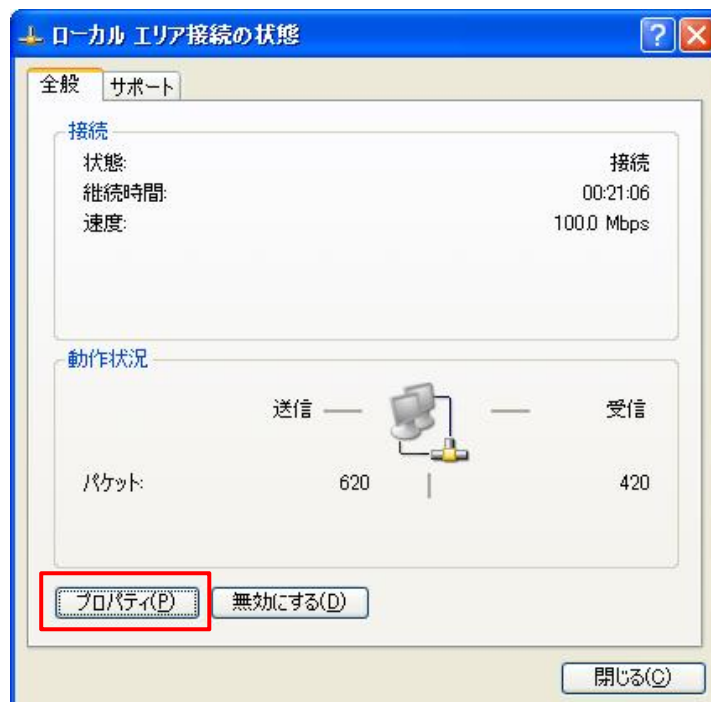 ローカル エリア接続の状態
全般 サポート
接続
状態: 接続
継続時間: 00:21:06
速度: 100.0 Mbps
動作状況
送信 受信
パケット: 620 420
プロパティ(P) 無効にする(D)
閉じる(C)